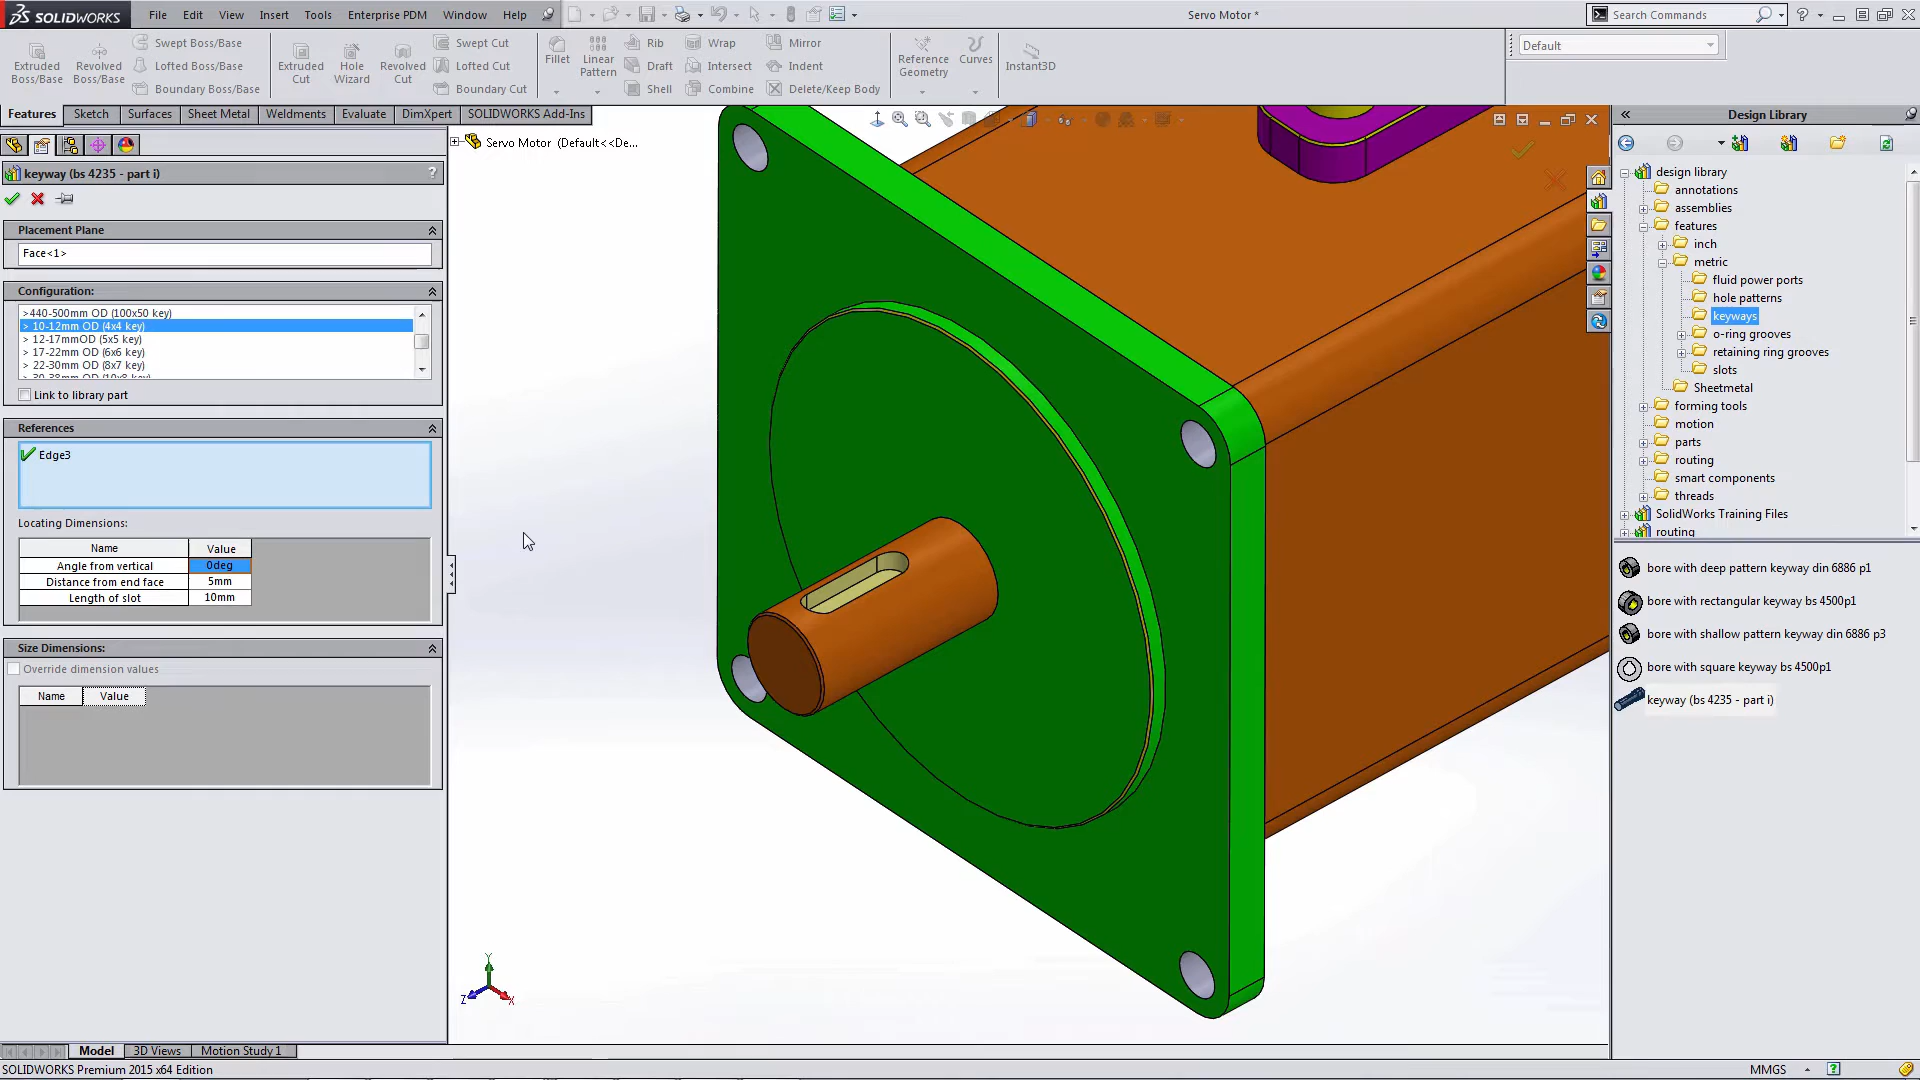 SOLIDWORKS File Edit View Insert Tools Enterprise PDM Window Help Servo Motor * Search Commands
Extruded Boss/Base
Revolved Boss/Base
Swept Boss/Base
Lofted Boss/Base
Boundary Boss/Base
Extruded Cut
Hole Wizard
Revolved Cut
Swept Cut
Lofted Cut
Boundary Cut
Fillet
Linear Pattern
Rib
Draft
Shell
Wrap
Intersect
Combine
Mirror
Indent
Delete/Keep Body
Reference Geometry
Curves
Instant3D
Default
Features Sketch Surfaces Sheet Metal Weldments Evaluate DimXpert SOLIDWORKS Add-Ins
Servo Motor (Default<<De...
keyway (bs 4235 - part i) ?
Placement Plane
Face<1>
Configuration:
>440-500mm OD (100x50 key)
> 10-12mm OD (4x4 key)
> 12-17mmOD (5x5 key)
> 17-22mm OD (6x6 key)
> 22-30mm OD (8x7 key)
Link to library part
References
Edge3
Locating Dimensions:
Name Value
Angle from vertical 0deg
Distance from end face 5mm
Length of slot 10mm
Size Dimensions:
Override dimension values
Name Value
Y
Z
X
Design Library
design library
annotations
assemblies
features
inch
metric
fluid power ports
hole patterns
keyways
o-ring grooves
retaining ring grooves
slots
Sheetmetal
forming tools
motion
parts
routing
smart components
threads
SolidWorks Training Files
routing
bore with deep pattern keyway din 6886 p1
bore with rectangular keyway bs 4500p1
bore with shallow pattern keyway din 6886 p3
bore with square keyway bs 4500p1
keyway (bs 4235 - part i)
Model 3D Views Motion Study 1
SOLIDWORKS Premium 2015 x64 Edition MMGS